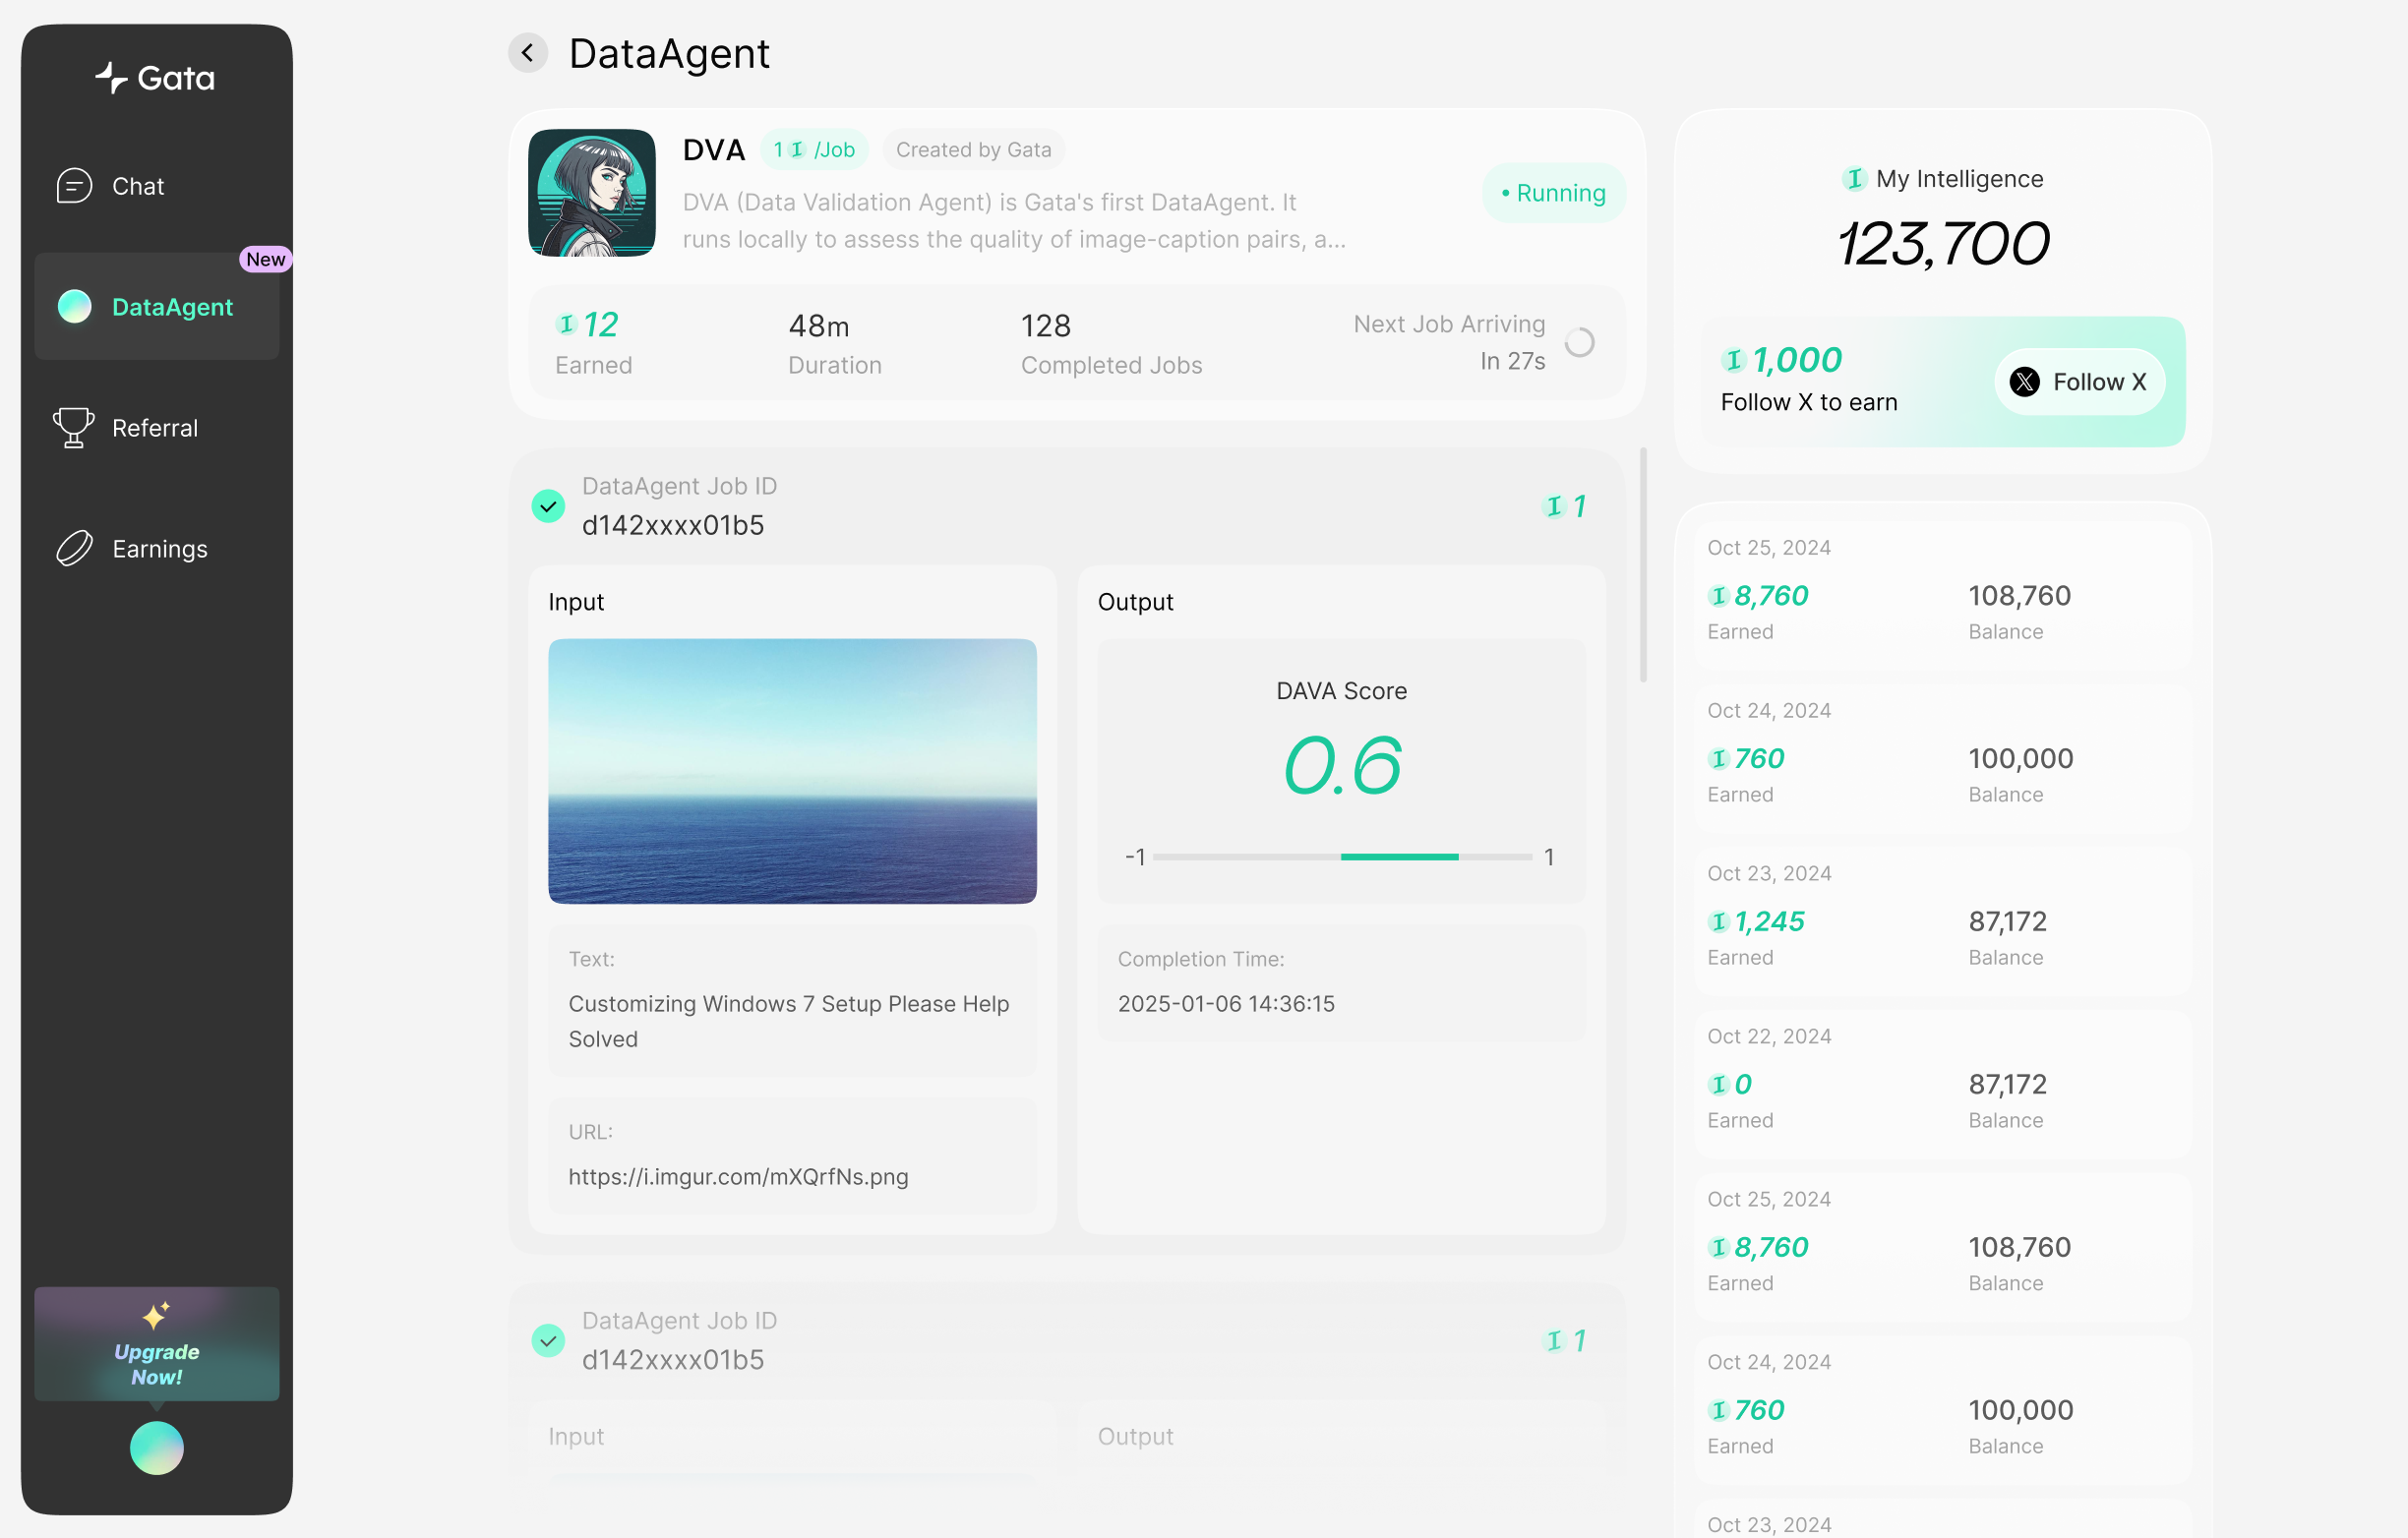 Gata
Chat
New
DataAgent
Referral
Earnings
Upgrade
Now!
DataAgent
DVA
1 I /Job
Created by Gata
DVA (Data Validation Agent) is Gata's first DataAgent. It
runs locally to assess the quality of image-caption pairs, a...
• Running
I 12
Earned
48m
Duration
128
Completed Jobs
Next Job Arriving
In 27s
DataAgent Job ID
d142xxxx01b5
I 1
Input
Text:
Customizing Windows 7 Setup Please Help
Solved
URL:
https://i.imgur.com/mXQrfNs.png
Output
DAVA Score
0.6
-1
1
Completion Time:
2025-01-06 14:36:15
DataAgent Job ID
d142xxxx01b5
I 1
Input
Output
I My Intelligence
123,700
I 1,000
Follow X to earn
X Follow X
Oct 25, 2024
I 8,760
Earned
108,760
Balance
Oct 24, 2024
I 760
Earned
100,000
Balance
Oct 23, 2024
I 1,245
Earned
87,172
Balance
Oct 22, 2024
I 0
Earned
87,172
Balance
Oct 25, 2024
I 8,760
Earned
108,760
Balance
Oct 24, 2024
I 760
Earned
100,000
Balance
Oct 23, 2024